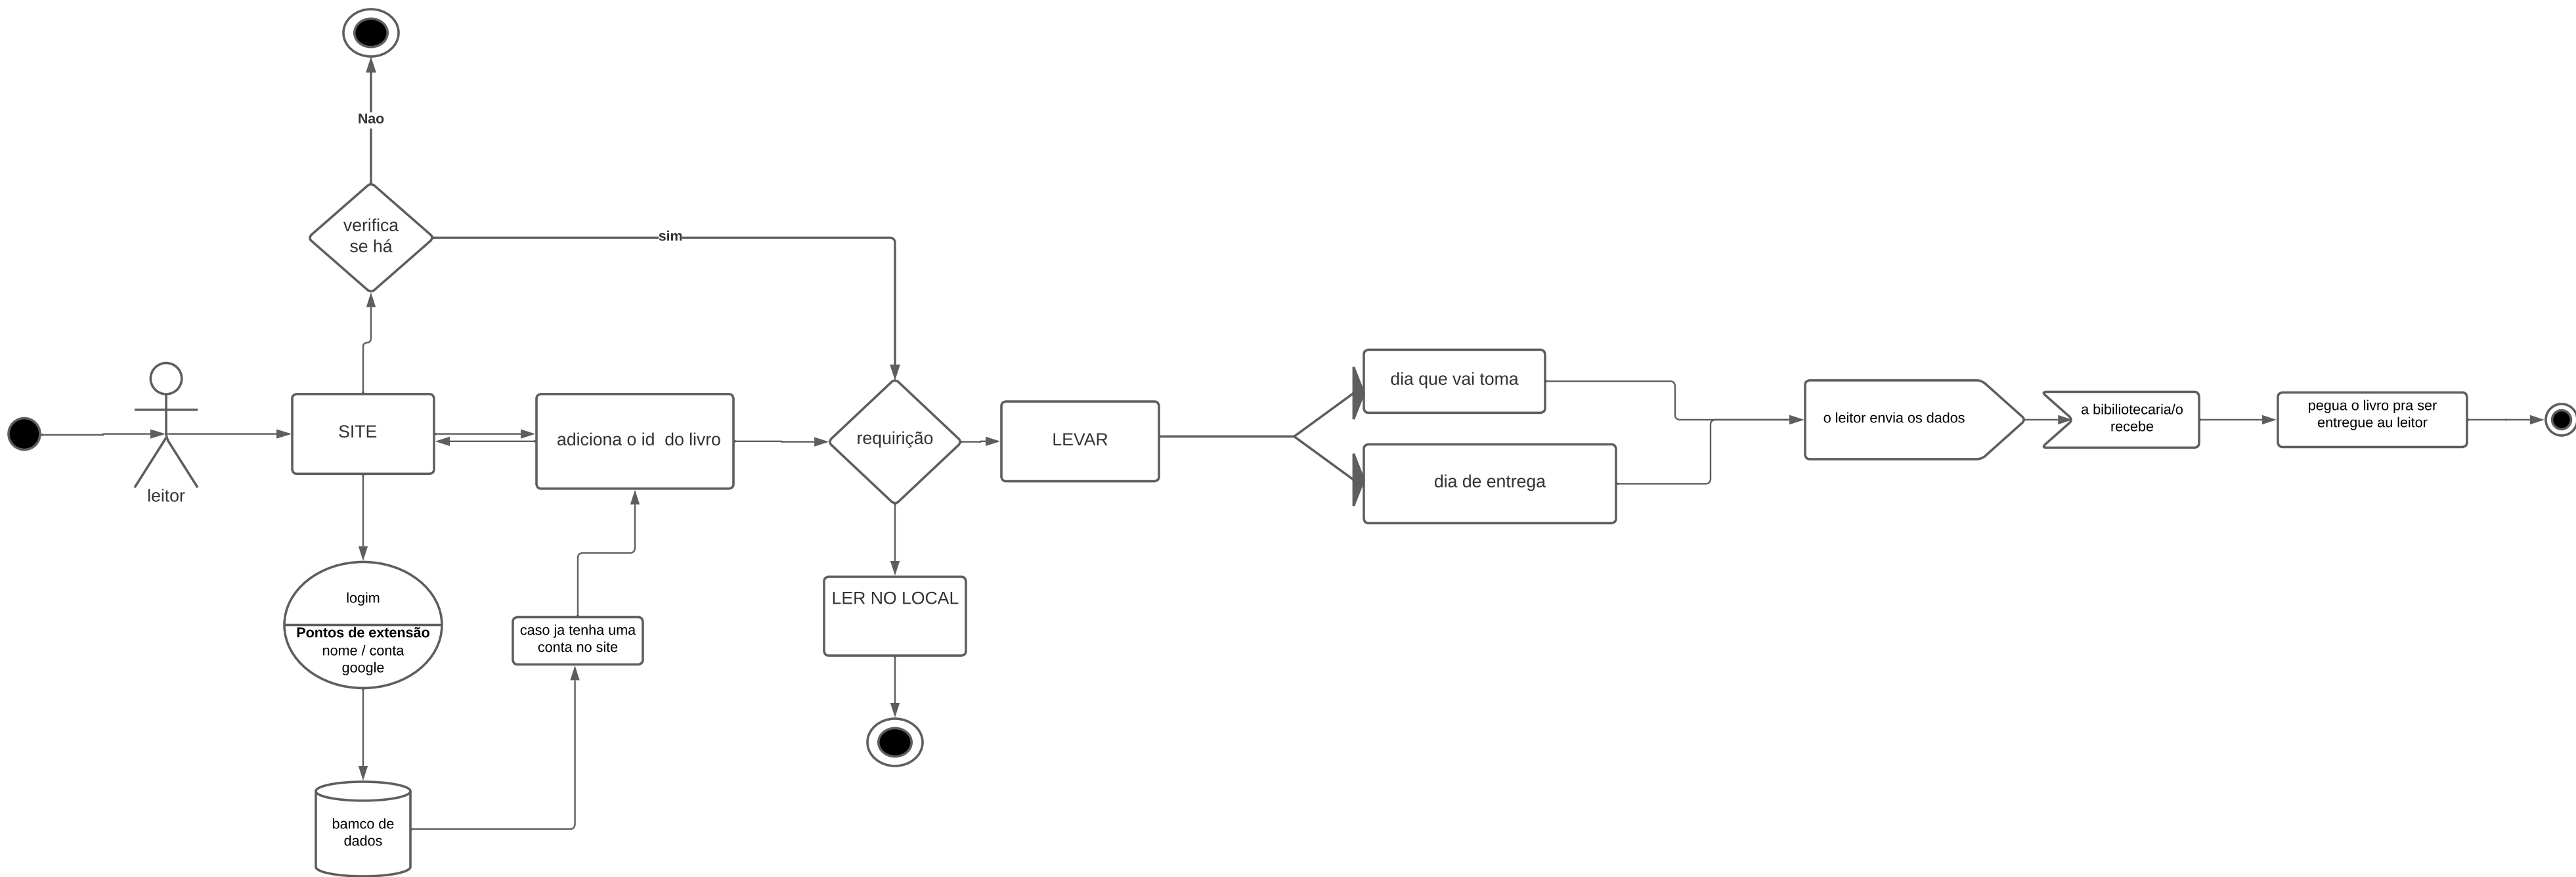 Nao
verifica
se há
sim
leitor
SITE
adiciona o id  do livro
requirição
LEVAR
dia que vai toma
dia de entrega
o leitor envia os dados
a bibiliotecaria/o
recebe
pegua o livro pra ser
entregue au leitor
logim
Pontos de extensão
nome / conta
google
caso ja tenha uma
conta no site
LER NO LOCAL
bamco de
dados